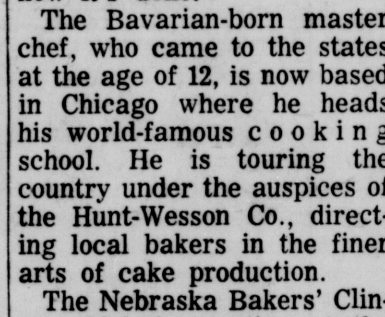 The Bavarian-born master
chef, who came to the states
at the age of 12, is now based
in Chicago where he heads
his world-famous cooking
school. He is touring the
country under the auspices of
the Hunt-Wesson Co., direct-
ing local bakers in the finer
arts of cake production.
The Nebraska Bakers' Clin-